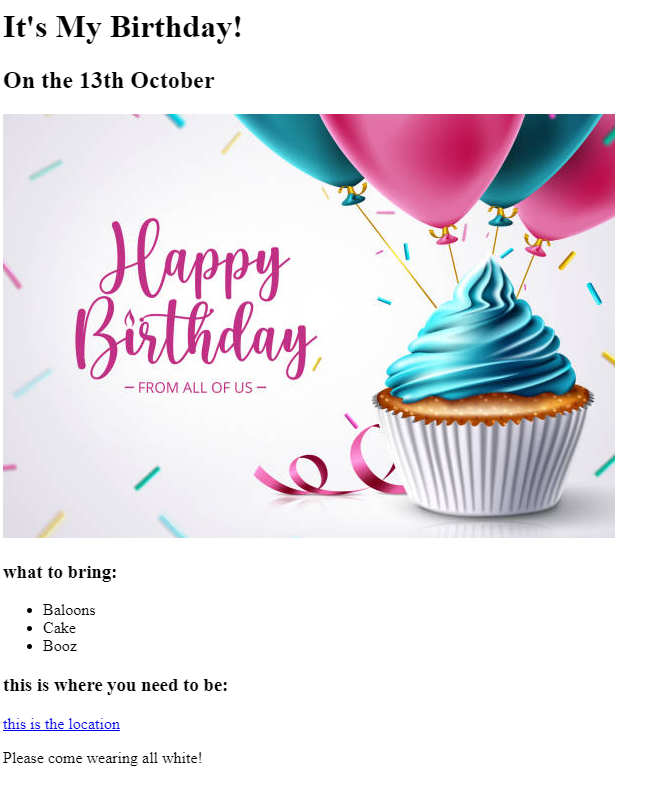 It's My Birthday!
On the 13th October
Happy
Birthday
– FROM ALL OF US –
what to bring:
• Baloons
• Cake
• Booz
this is where you need to be:
this is the location
Please come wearing all white!